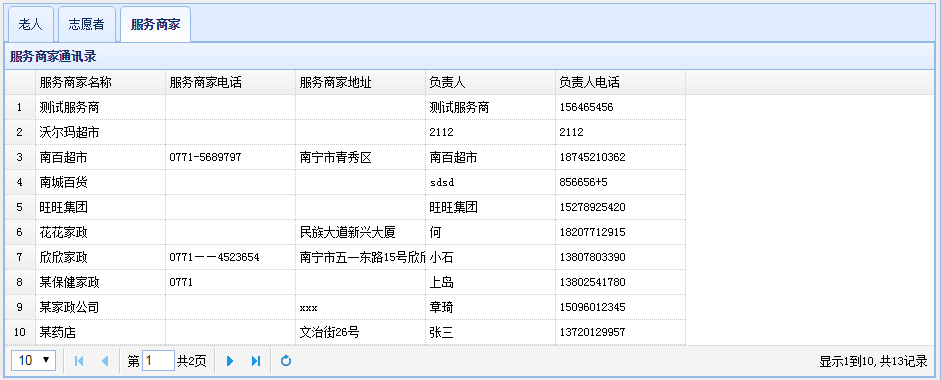 老人 志愿者 服务商家
服务商家通讯录
服务商家名称 服务商家电话 服务商家地址 负责人 负责人电话
1 测试服务商 测试服务商 156465456
2 沃尔玛超市 2112 2112
3 南百超市 0771-5689797 南宁市青秀区 南百超市 18745210362
4 南城百货 sdsd 856656+5
5 旺旺集团 旺旺集团 15278925420
6 花花家政 民族大道新兴大厦 何 18207712915
7 欣欣家政 0771－－4523654 南宁市五一东路15号欣欣 小石 13807803390
8 某保健家政 0771 上岛 13802541780
9 某家政公司 xxx 章琦 15096012345
10 某药店 文治街26号 张三 13720129957
10 第 1 共2页 显示1到10, 共13记录